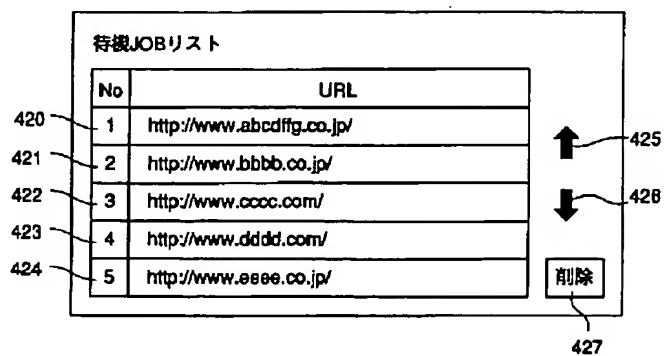 待機JOBリスト
No URL
420 1 http://www.abcdffg.co.jp/
425
421 2 http://www.bbbb.co.jp/
422 3 http://www.cccc.com/
426
423 4 http://www.dddd.com/
424 5 http://www.eeee.co.jp/
削除
427